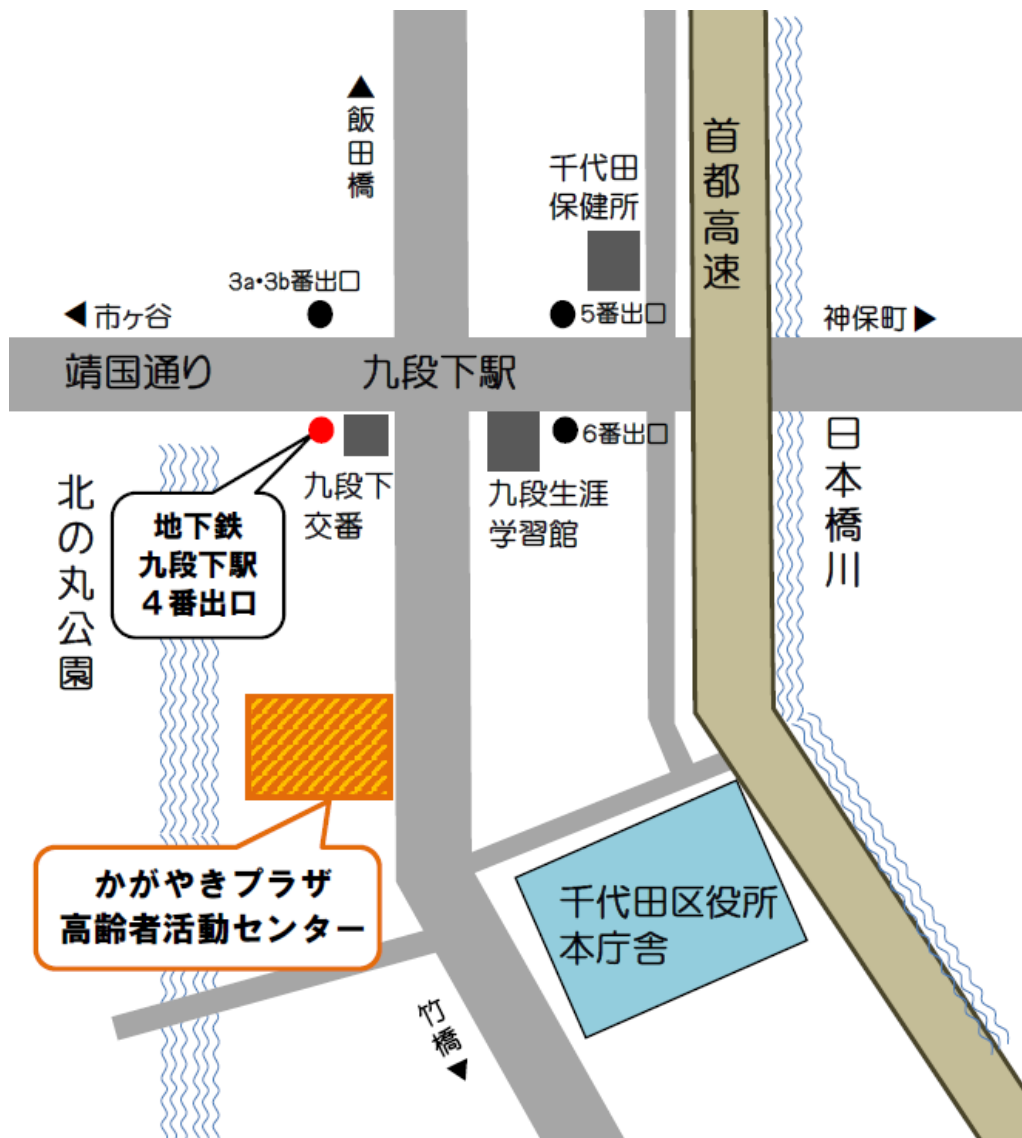 ▲飯田橋
千代田
保健所
首都高速
3a・3b番出口
◀市ヶ谷
5番出口
神保町▶
靖国通り
九段下駅
6番出口
日本橋川
北の丸公園
九段下
交番
九段生涯
学習館
地下鉄
九段下駅
4番出口
かがやきプラザ
高齢者活動センター
千代田区役所
本庁舎
竹橋▼